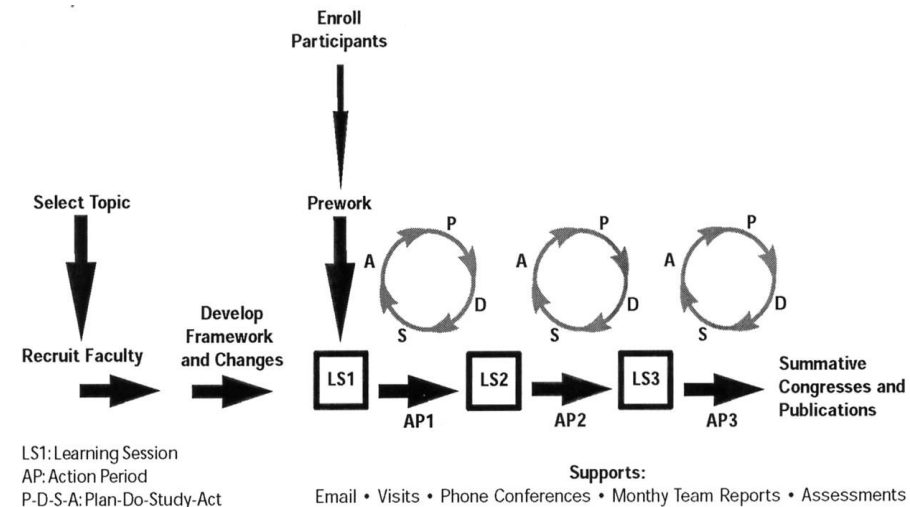 Enroll
Participants
Select Topic
Prework
P
D
S
A
P
D
S
A
P
D
S
A
Recruit Faculty
Develop
Framework
and Changes
LS1
LS2
LS3
AP1
AP2
AP3
Summative
Congresses and
Publications
LS1: Learning Session
AP: Action Period
P-D-S-A: Plan-Do-Study-Act
Supports:
Email • Visits • Phone Conferences • Monthy Team Reports • Assessments